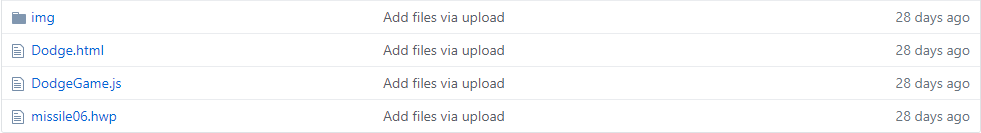 img Add files via upload 28 days ago
Dodge.html Add files via upload 28 days ago
DodgeGame.js Add files via upload 28 days ago
missile06.hwp Add files via upload 28 days ago